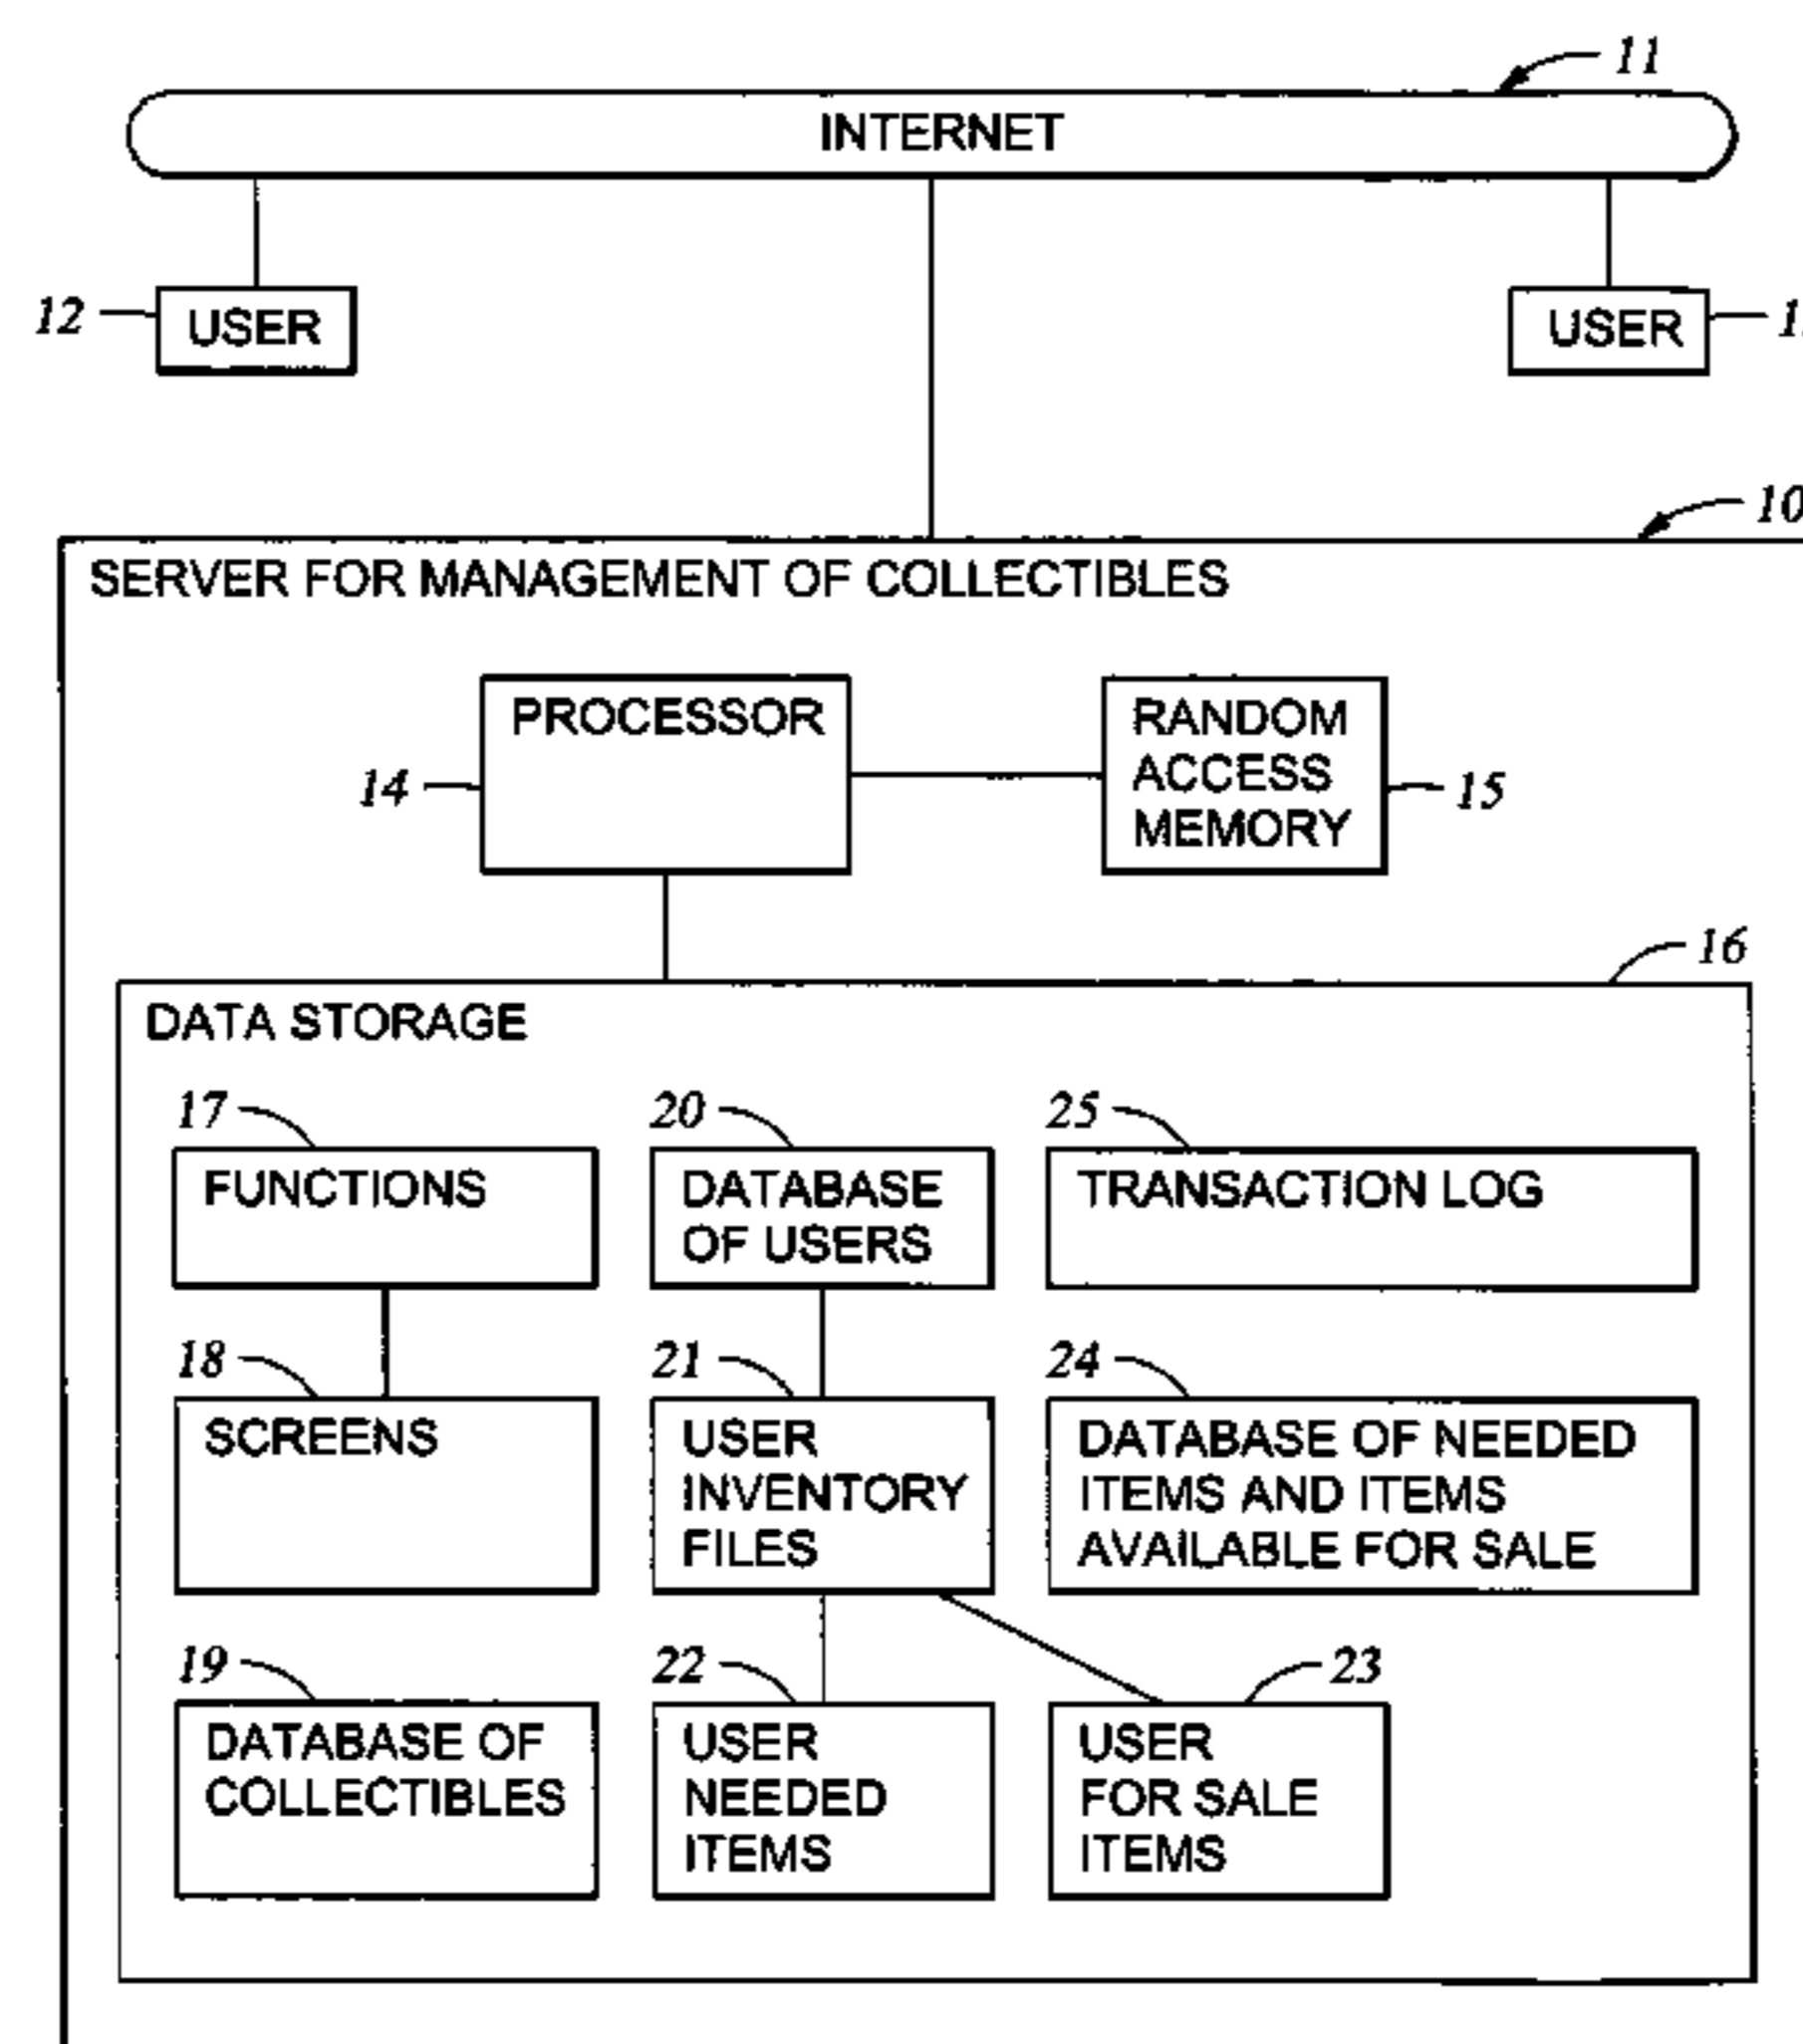 11
INTERNET
12
USER
USER
10
SERVER FOR MANAGEMENT OF COLLECTIBLES
PROCESSOR
14
RANDOM
ACCESS
MEMORY
15
16
DATA STORAGE
17
FUNCTIONS
20
DATABASE
OF USERS
25
TRANSACTION LOG
18
SCREENS
21
USER
INVENTORY
FILES
24
DATABASE OF NEEDED
ITEMS AND ITEMS
AVAILABLE FOR SALE
19
DATABASE OF
COLLECTIBLES
22
USER
NEEDED
ITEMS
23
USER
FOR SALE
ITEMS